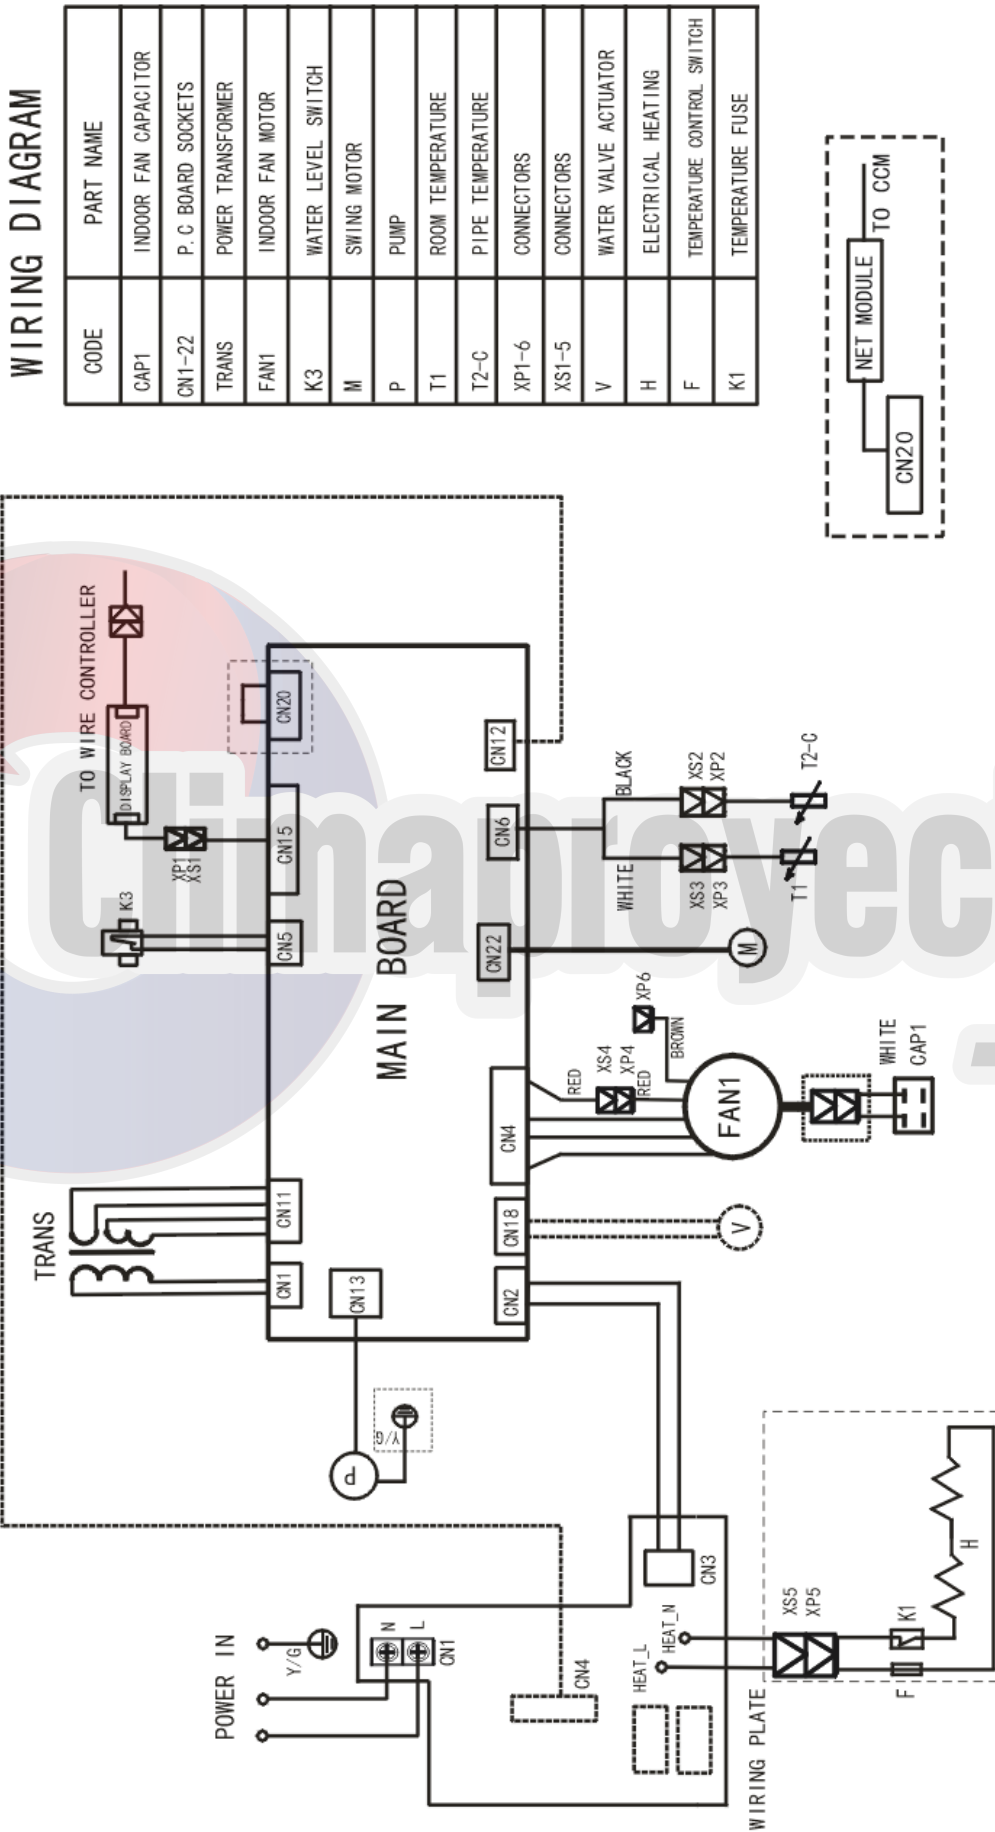 WIRING DIAGRAM
CODE PART NAME
CAP1 INDOOR FAN CAPACITOR
CN1-22 P.C BOARD SOCKETS
TRANS POWER TRANSFORMER
FAN1 INDOOR FAN MOTOR
K3 WATER LEVEL SWITCH
M SWING MOTOR
P PUMP
T1 ROOM TEMPERATURE
T2-C PIPE TEMPERATURE
XP1-6 CONNECTORS
XS1-5 CONNECTORS
V WATER VALVE ACTUATOR
H ELECTRICAL HEATING
F TEMPERATURE CONTROL SWITCH
K1 TEMPERATURE FUSE
TO CCM
NET MODULE
CN20
TO WIRE CONTROLLER
DISPLAY BOARD
XP1
XS1
K3
TRANS
CN1
CN11
CN5
CN15
CN20
MAIN BOARD
CN13
CN2
CN18
CN4
CN22
CN6
CN12
P
Y/G
V
RED
XS4
XP4
RED
XP6
BROWN
FAN1
WHITE
CAP1
M
WHITE
BLACK
XS3
XP3
XS2
XP2
T1
T2-C
POWER IN
Y/G
N
L
CN1
CN4
CN3
HEAT_L
HEAT_N
WIRING PLATE
XS5
XP5
F
K1
H
Climaproyec